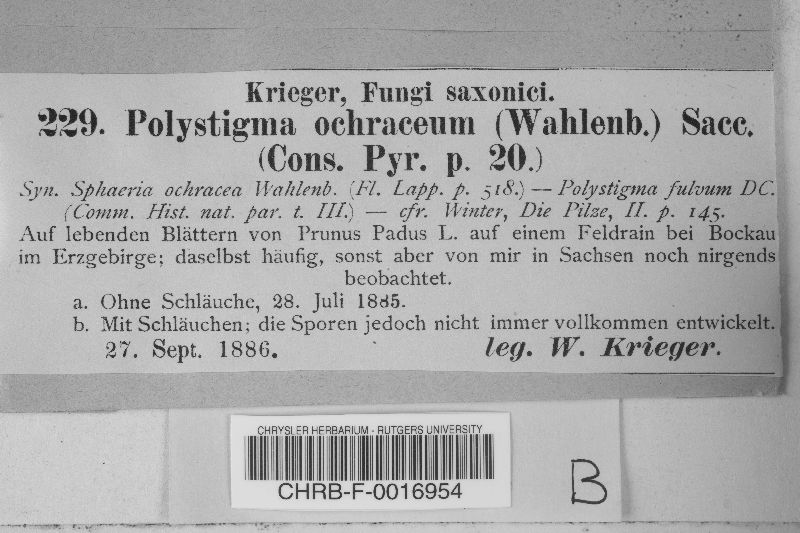 Krieger, Fungi saxonici.
229. Polystigma ochraceum (Wahlenb.) Sacc.
(Cons. Pyr. p. 20.)
Syn. Sphaeria ochracea Wahlenb. (Fl. Lapp. p. 518.) — Polystigma fulvum DC.
(Comm. Hist. nat. par. t. III.) — cfr. Winter, Die Pilze, II. p. 145.
Auf lebenden Blättern von Prunus Padus L. auf einem Feldrain bei Bockau
im Erzgebirge; daselbst häufig, sonst aber von mir in Sachsen noch nirgends
beobachtet.
a. Ohne Schläuche, 28. Juli 1885.
b. Mit Schläuchen; die Sporen jedoch nicht immer vollkommen entwickelt.
27. Sept. 1886. leg. W. Krieger.
CHRYSLER HERBARIUM - RUTGERS UNIVERSITY
CHRB-F-0016954
B